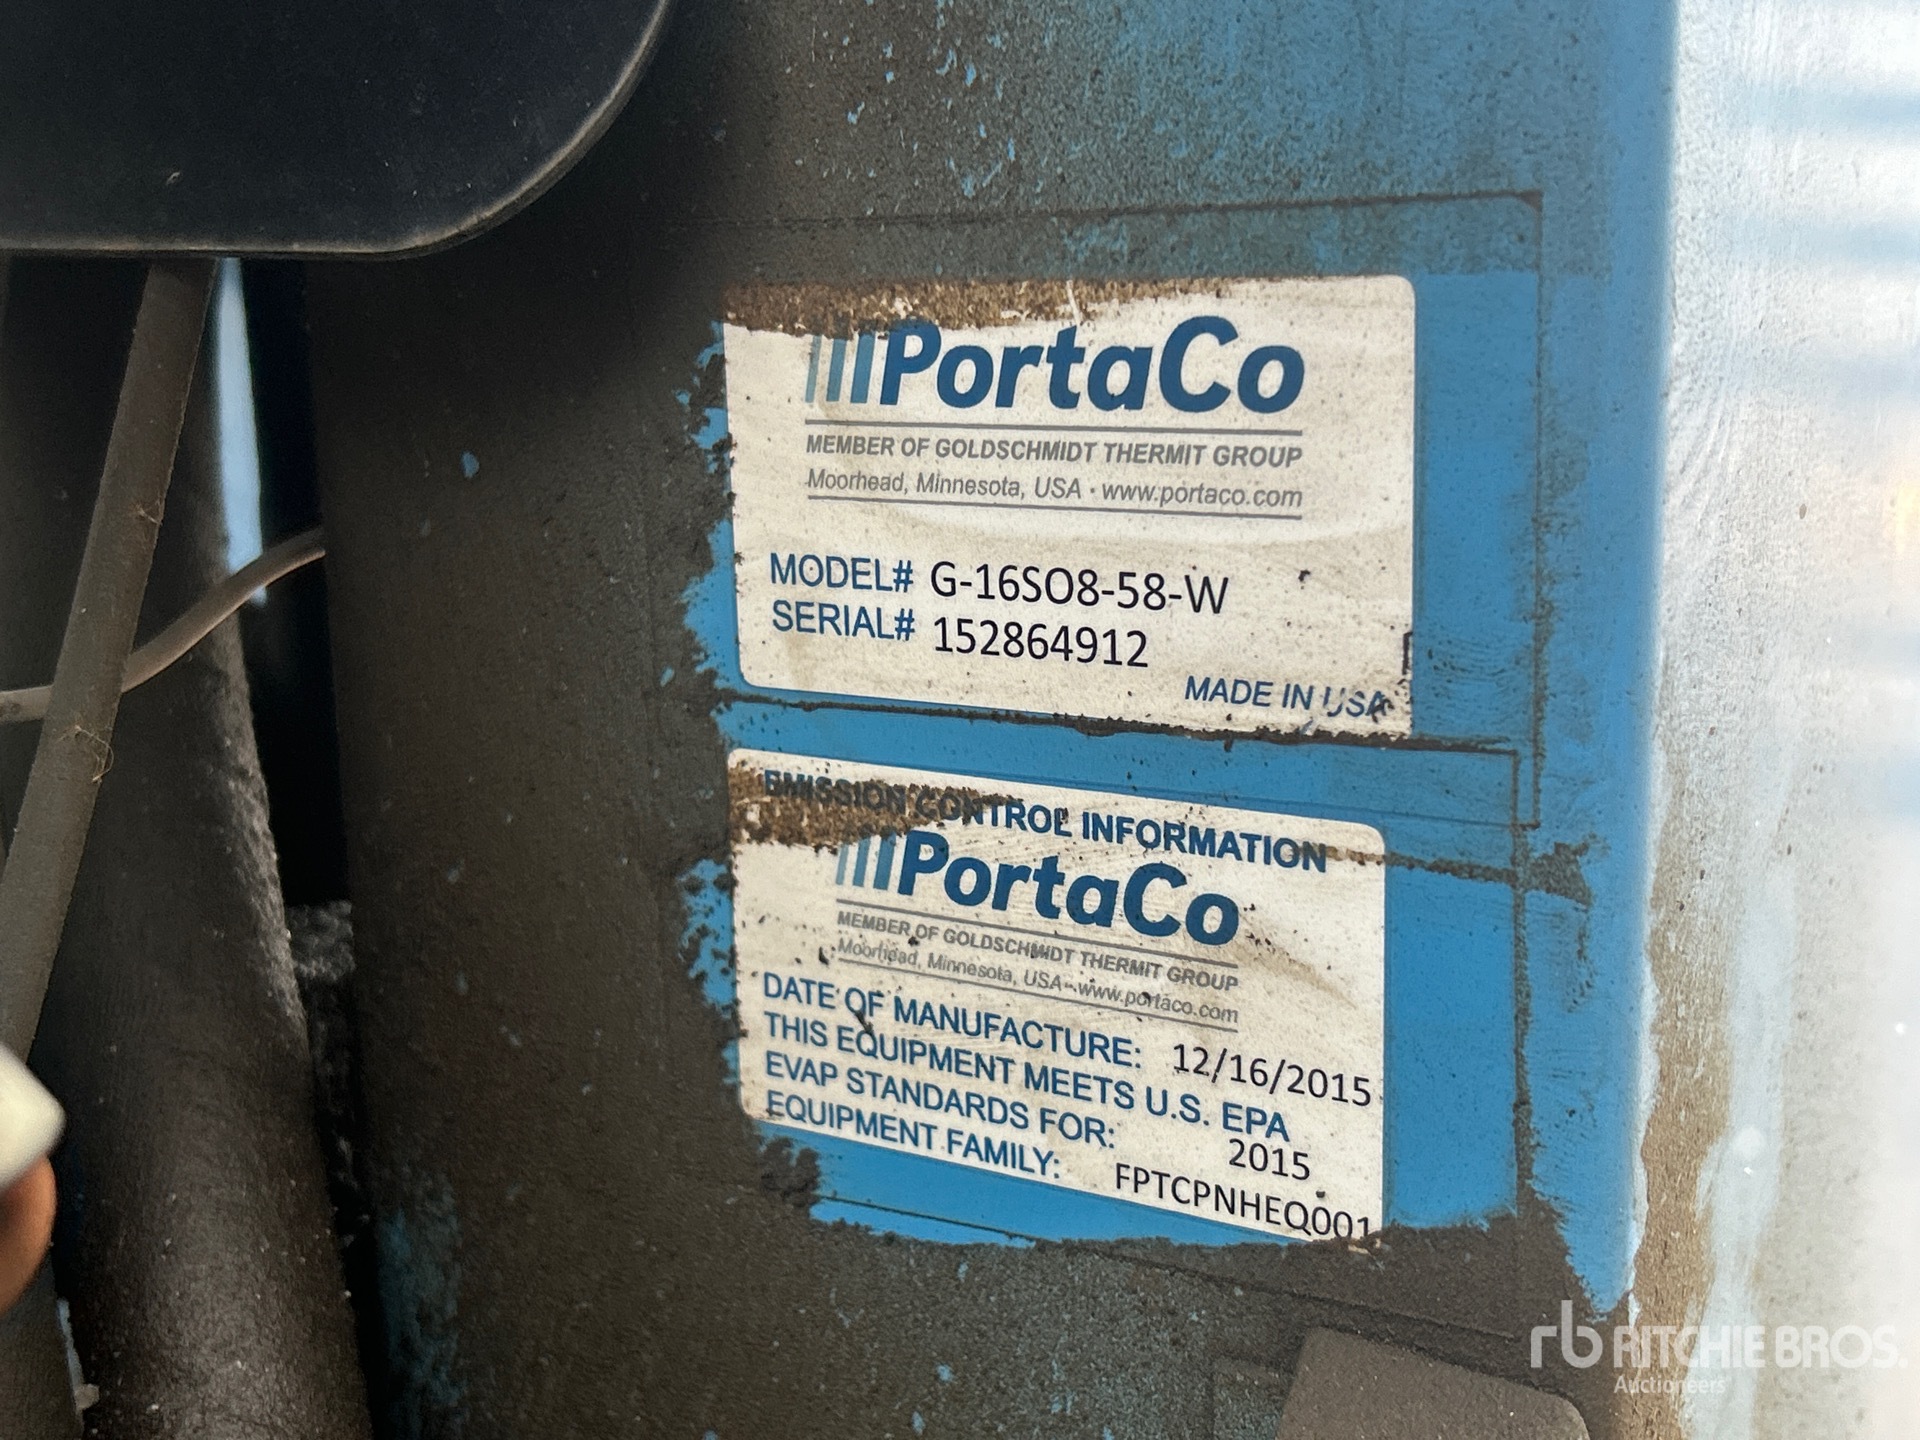 PortaCo
MEMBER OF GOLDSCHMIDT THERMIT GROUP
Moorhead, Minnesota, USA · www.portaco.com
MODEL# G-16SO8-58-W
SERIAL# 152864912
MADE IN USA
EMISSION CONTROL INFORMATION
PortaCo
MEMBER OF GOLDSCHMIDT THERMIT GROUP
Moorhead, Minnesota, USA · www.portaco.com
DATE OF MANUFACTURE: 12/16/2015
THIS EQUIPMENT MEETS U.S. EPA
EVAP STANDARDS FOR: 2015
EQUIPMENT FAMILY: FPTCPNHEQ001
rb RITCHIE BROS.
Auctioneers